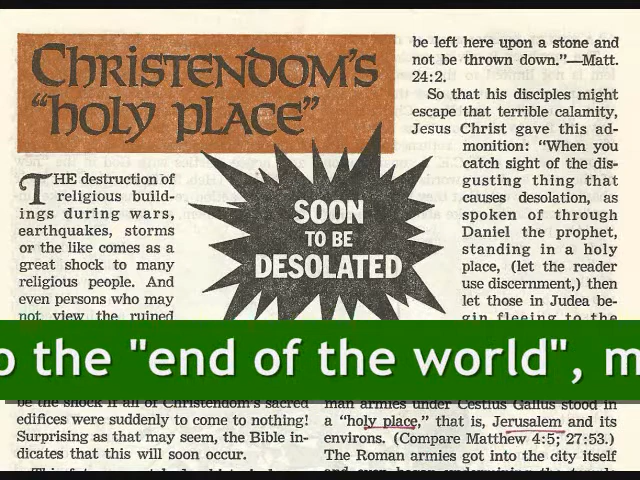 Christendom's
"holy place"
SOON
TO BE
DESOLATED
THE destruction of
religious build-
ings during wars,
earthquakes, storms
or the like comes as a
great shock to many
religious people. And
even persons who may
not view the ruined
be the shock if all of Christendom's sacred
edifices were suddenly to come to nothing!
Surprising as that may seem, the Bible in-
dicates that this will soon occur.
be left here upon a stone and
not be thrown down."—Matt.
24:2.
So that his disciples might
escape that terrible calamity,
Jesus Christ gave this ad-
monition: "When you
catch sight of the dis-
gusting thing that
causes desolation, as
spoken of through
Daniel the prophet,
standing in a holy
place, (let the reader
use discernment,) then
let those in Judea be-
gin fleeing to the
man armies under Cestius Gallus stood in
a "holy place," that is, Jerusalem and its
environs. (Compare Matthew 4:5; 27:53.)
The Roman armies got into the city itself
o the "end of the world", m